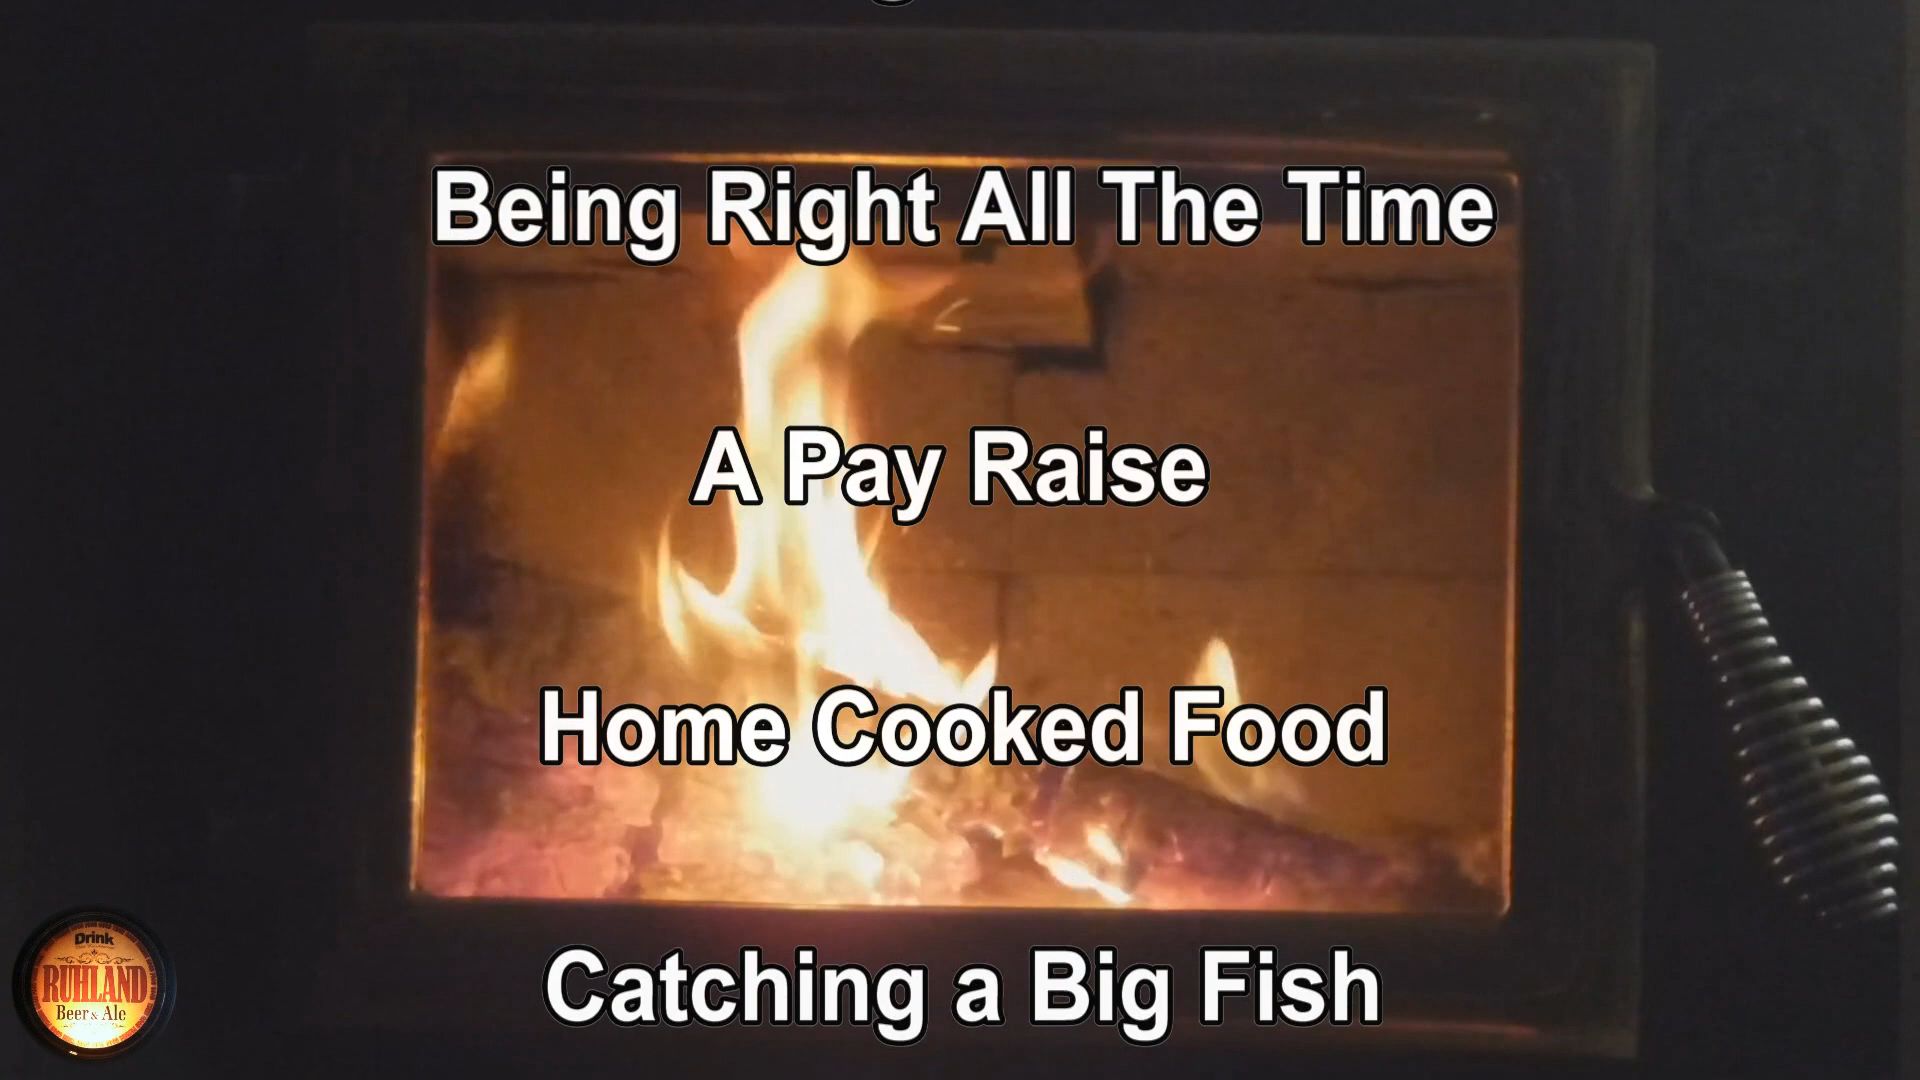 Being Right All The Time
A Pay Raise
Home Cooked Food
Catching a Big Fish
Drink
RUHLAND
Beer & Ale